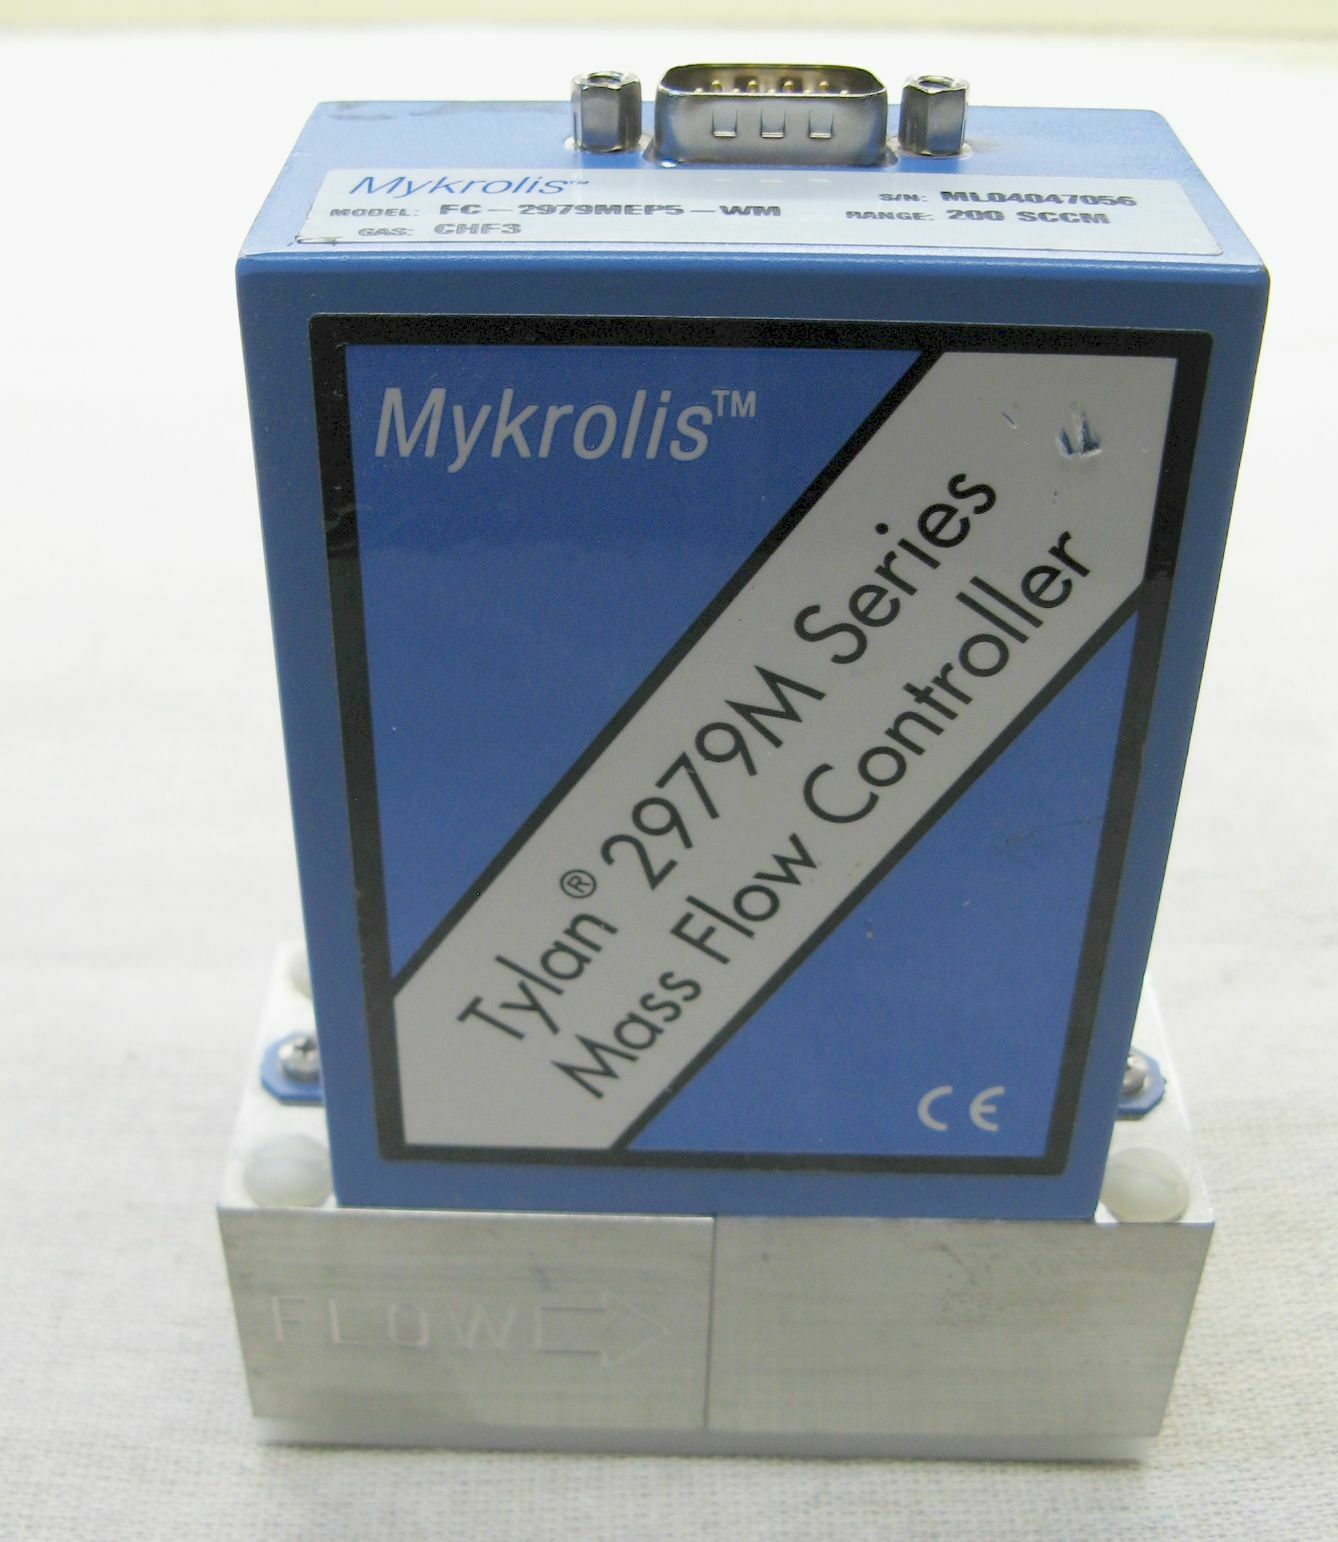 Mykrolis™
S/N: ML04047056
MODEL: FC-2979MEP5-WM
RANGE: 200 SCCM
GAS: CHF3
Mykrolis™
Tylan® 2979M Series
Mass Flow Controller
CE
FLOW